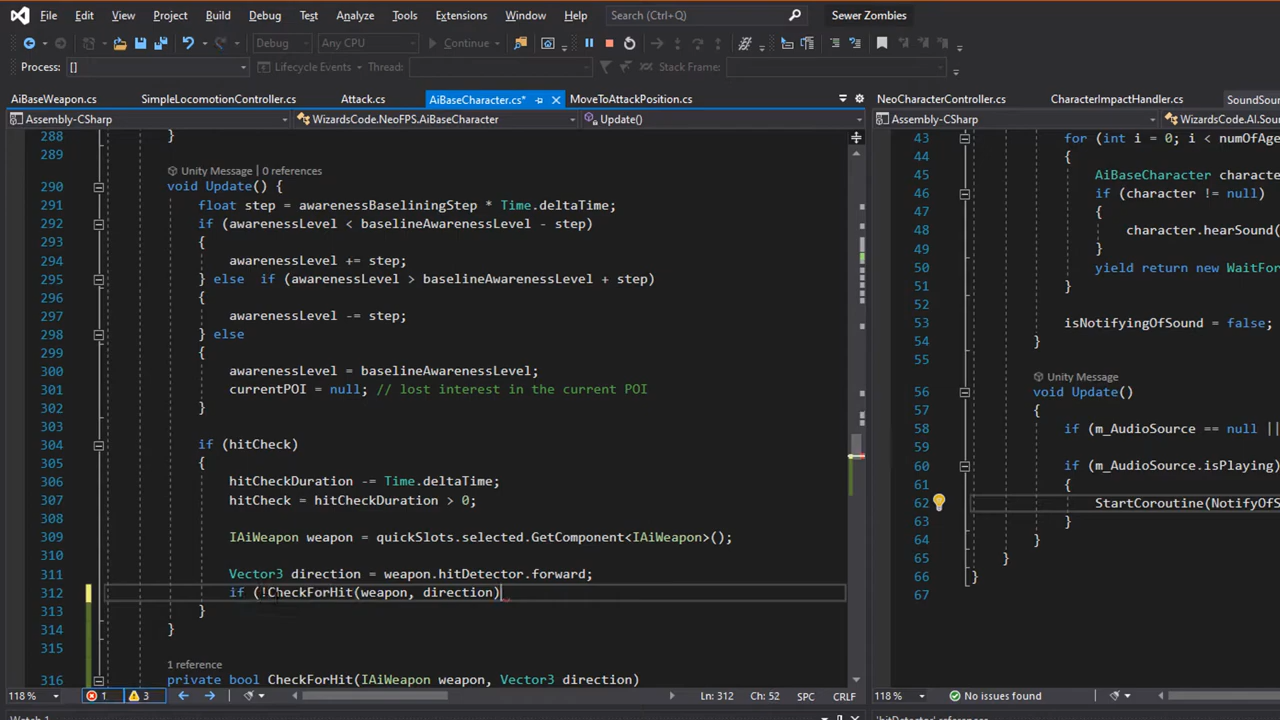 File Edit View Project Build Debug Test Analyze Tools Extensions Window Help Search (Ctrl+Q) Sewer Zombies
Debug Any CPU Continue
Process: [] Lifecycle Events Thread: Stack Frame:
AiBaseWeapon.cs SimpleLocomotionController.cs Attack.cs AiBaseCharacter.cs* MoveToAttackPosition.cs
Assembly-CSharp WizardsCode.NeoFPS.AiBaseCharacter Update()
288 }
289
Unity Message | 0 references
290 void Update() {
291 float step = awarenessBaseliningStep * Time.deltaTime;
292 if (awarenessLevel < baselineAwarenessLevel - step)
293 {
294 awarenessLevel += step;
295 } else if (awarenessLevel > baselineAwarenessLevel + step)
296 {
297 awarenessLevel -= step;
298 } else
299 {
300 awarenessLevel = baselineAwarenessLevel;
301 currentPOI = null; // lost interest in the current POI
302 }
303
304 if (hitCheck)
305 {
306 hitCheckDuration -= Time.deltaTime;
307 hitCheck = hitCheckDuration > 0;
308
309 IAiWeapon weapon = quickSlots.selected.GetComponent<IAiWeapon>();
310
311 Vector3 direction = weapon.hitDetector.forward;
312 if (!CheckForHit(weapon, direction)
313 }
314 }
315
1 reference
316 private bool CheckForHit(IAiWeapon weapon, Vector3 direction)
118 % 1 3 Ln: 312 Ch: 52 SPC CRLF
NeoCharacterController.cs CharacterImpactHandler.cs SoundSour
Assembly-CSharp WizardsCode.AI.Soun
43 for (int i = 0; i < numOfAge
44 {
45 AiBaseCharacter characte
46 if (character != null)
47 {
48 character.hearSound(
49 }
50 yield return new WaitFor
51 }
52
53 isNotifyingOfSound = false;
54 }
55
Unity Message
56 void Update()
57 {
58 if (m_AudioSource == null ||
59
60 if (m_AudioSource.isPlaying)
61 {
62 StartCoroutine(NotifyOfS
63 }
64 }
65 }
66 }
67
118 % No issues found